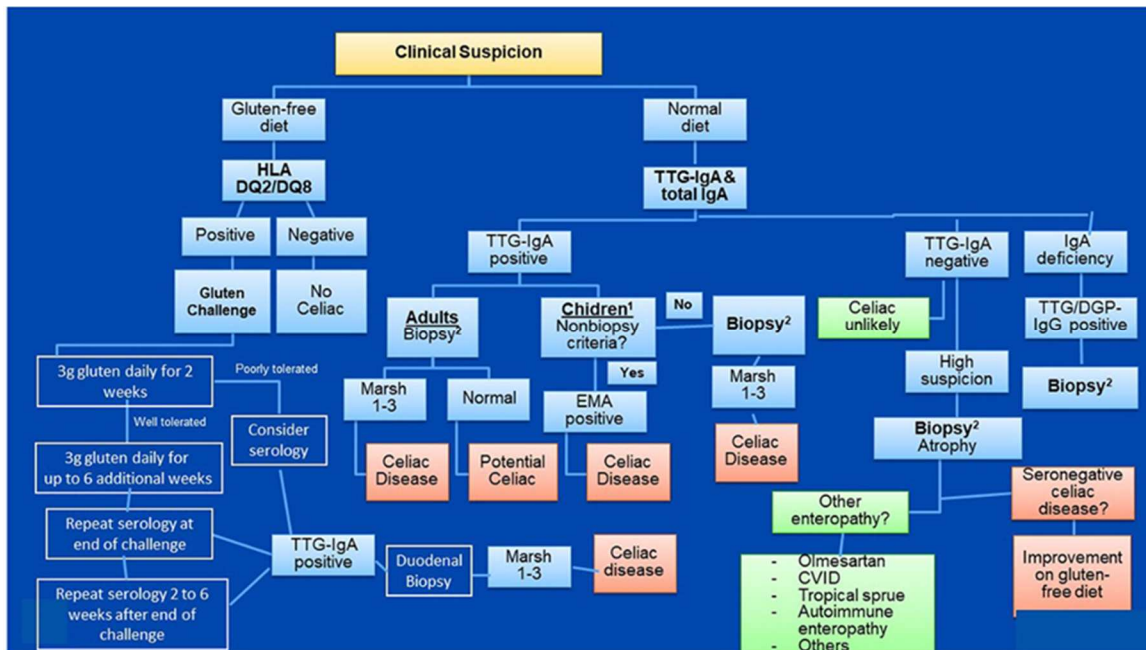 Clinical Suspicion
Gluten-free
diet
Normal
diet
HLA
DQ2/DQ8
TTG-IgA &
total IgA
Positive
Negative
TTG-IgA
positive
TTG-IgA
negative
IgA
deficiency
Gluten
Challenge
No
Celiac
Adults
Biopsy²
Chidren¹
Nonbiopsy
criteria?
No
Biopsy²
Celiac
unlikely
TTG/DGP-
IgG positive
3g gluten daily for 2
weeks
Poorly tolerated
Marsh
1-3
Normal
Yes
EMA
positive
Marsh
1-3
High
suspicion
Biopsy²
Well tolerated
Consider
serology
Biopsy²
Atrophy
3g gluten daily for
up to 6 additional weeks
Celiac
Disease
Potential
Celiac
Celiac
Disease
Celiac
Disease
Other
enteropathy?
Seronegative
celiac
disease?
Repeat serology at
end of challenge
TTG-IgA
positive
Duodenal
Biopsy
Marsh
1-3
Celiac
disease
Repeat serology 2 to 6
weeks after end of
challenge
- Olmesartan
- CVID
- Tropical sprue
- Autoimmune
enteropathy
- Others
Improvement
on gluten-
free diet